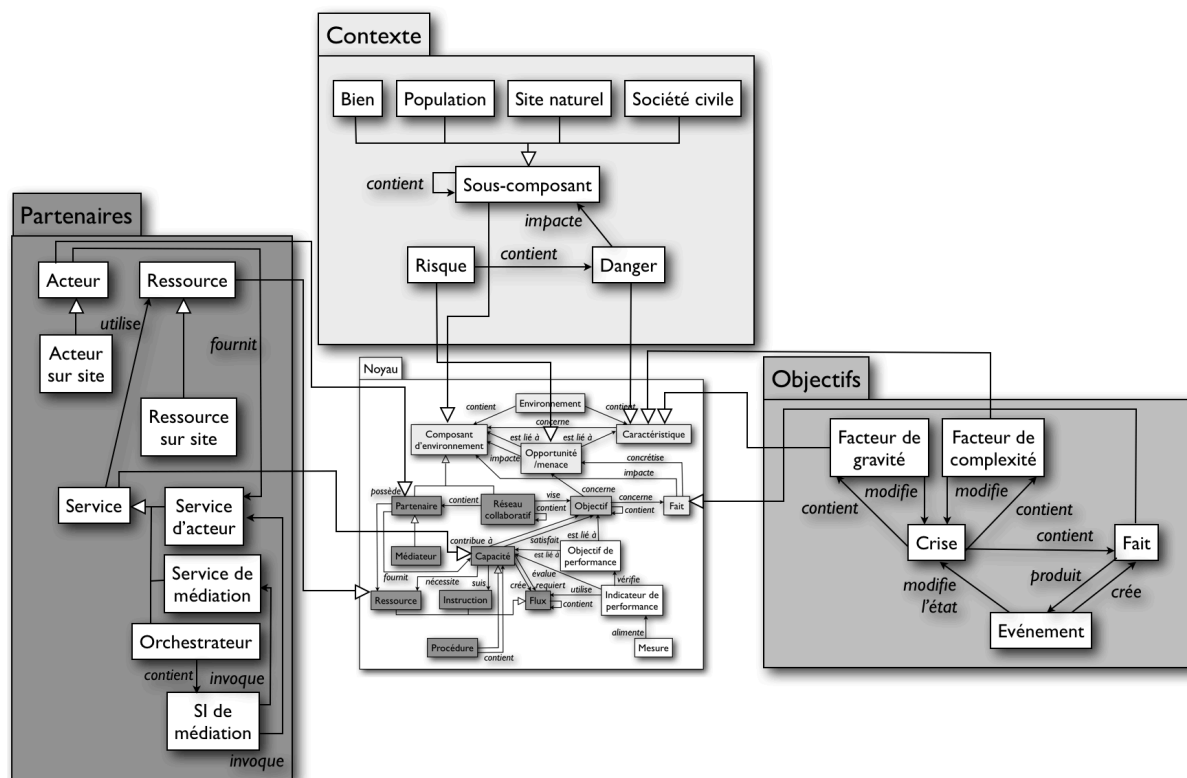 Contexte
Bien
Population
Site naturel
Société civile
contient
Sous-composant
impacte
Risque
contient
Danger
Partenaires
Acteur
Ressource
utilise
fournit
Acteur
sur site
Ressource
sur site
Service
Service
d'acteur
Service de
médiation
Orchestrateur
contient
invoque
SI de
médiation
invoque
Noyau
Environnement
contient
contient
concerne
Composant
d'environnement
est lié à
est lié à
Caractéristique
impacte
Opportunité
/menace
concrétise
impacte
possède
concerne
Partenaire
contient
Réseau
collaboratif
vise
contient
Objectif
concerne
contient
Fait
contribue à
satisfait
est lié à
Médiateur
Capacité
est lié à
Objectif de
performance
fournit
nécessite
suis
crée
requiert
évalue
utilise
vérifie
Ressource
Instruction
Flux
contient
Indicateur de
performance
alimente
Procédure
contient
Mesure
Objectifs
Facteur de
gravité
Facteur de
complexité
modifie
modifie
contient
contient
Crise
contient
Fait
produit
modifie
l'état
crée
Evénement